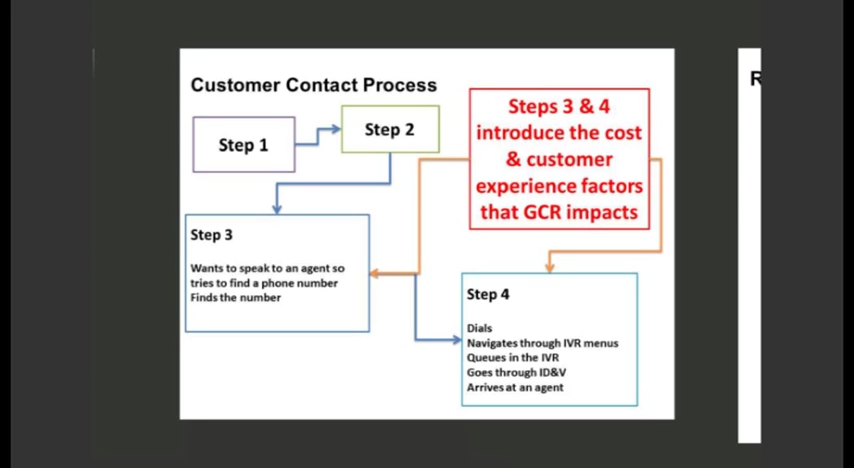 Customer Contact Process
Step 1
Step 2
Steps 3 & 4
introduce the cost
& customer
experience factors
that GCR impacts
Step 3
Wants to speak to an agent so
tries to find a phone number
Finds the number
Step 4
Dials
Navigates through IVR menus
Queues in the IVR
Goes through ID&V
Arrives at an agent
R